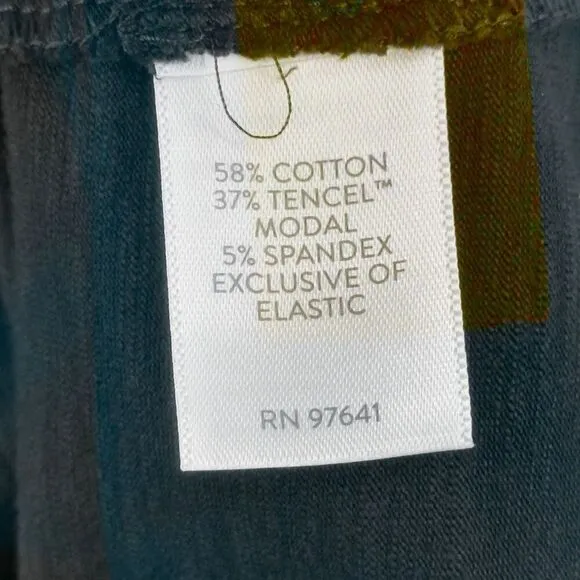 58% COTTON
37% TENCEL™
MODAL
5% SPANDEX
EXCLUSIVE OF
ELASTIC
RN 97641